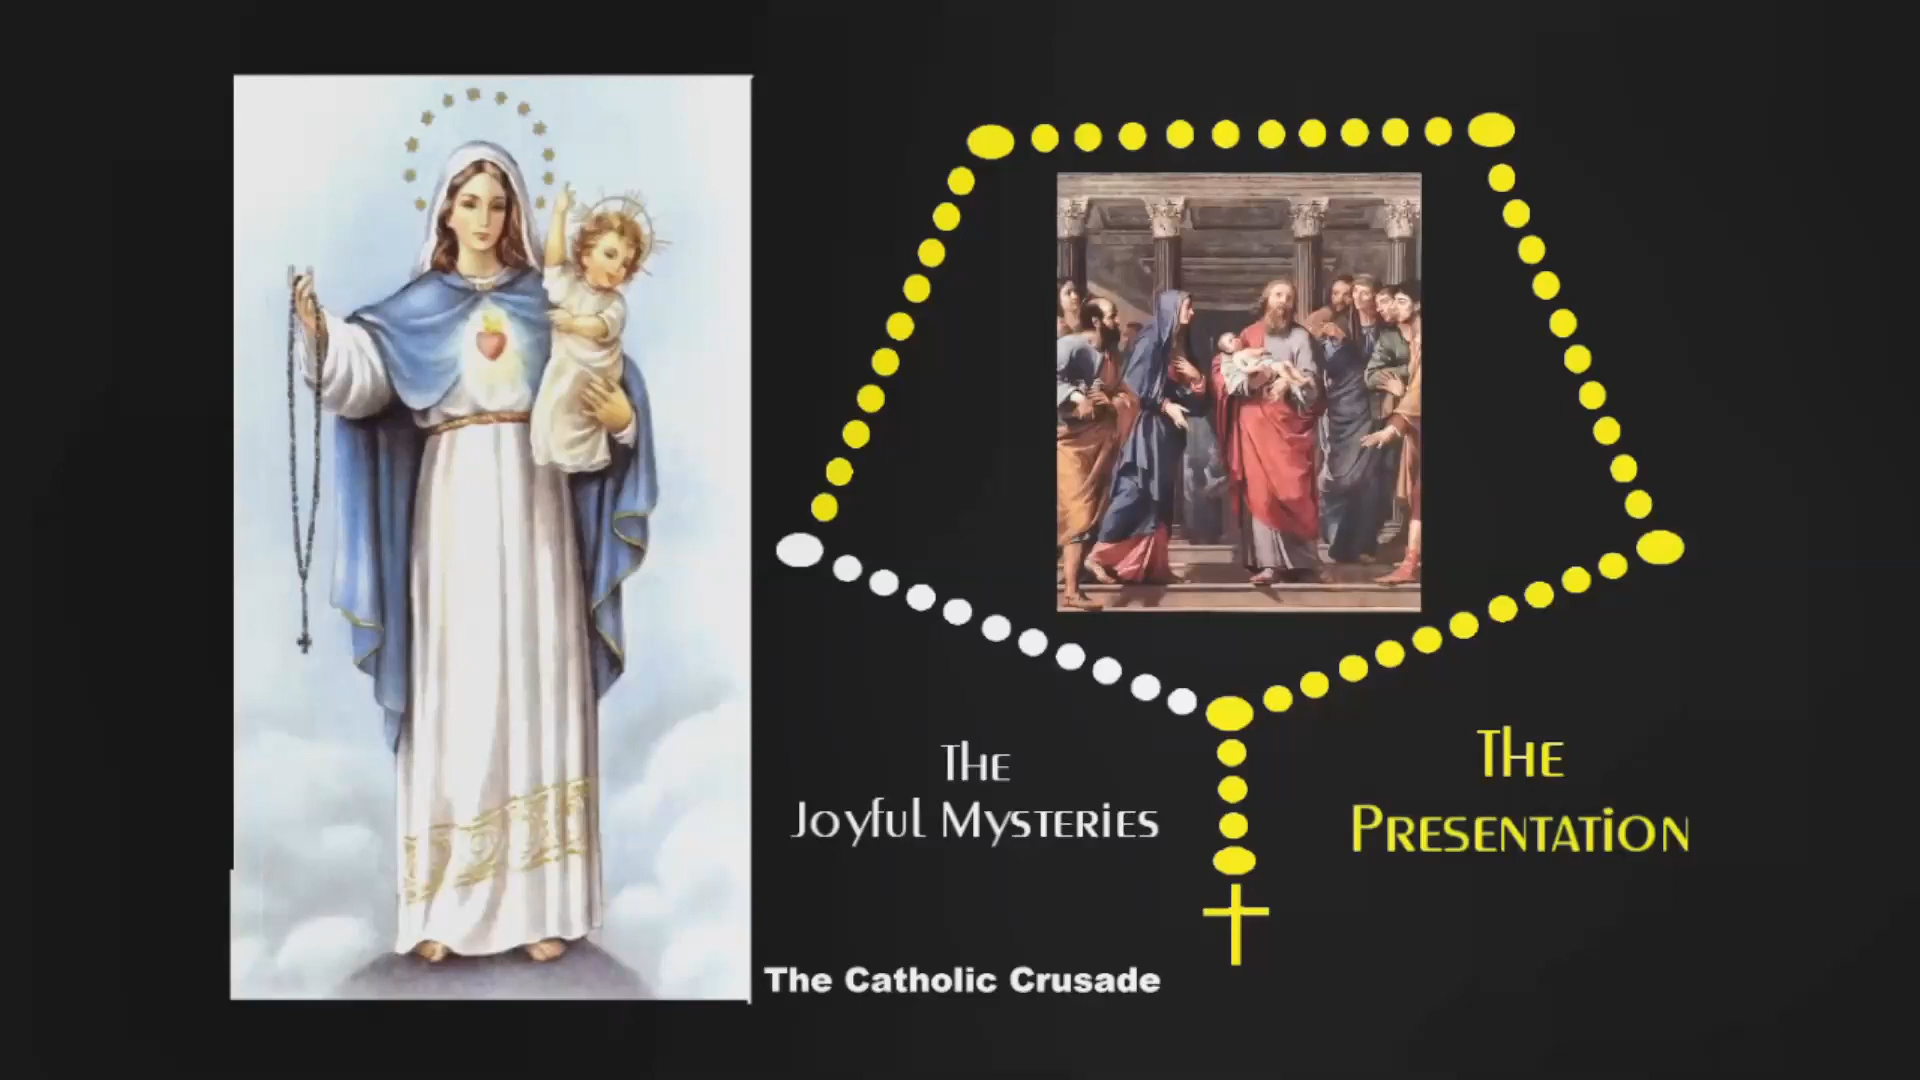 The
Joyful Mysteries
The
Presentation
The Catholic Crusade